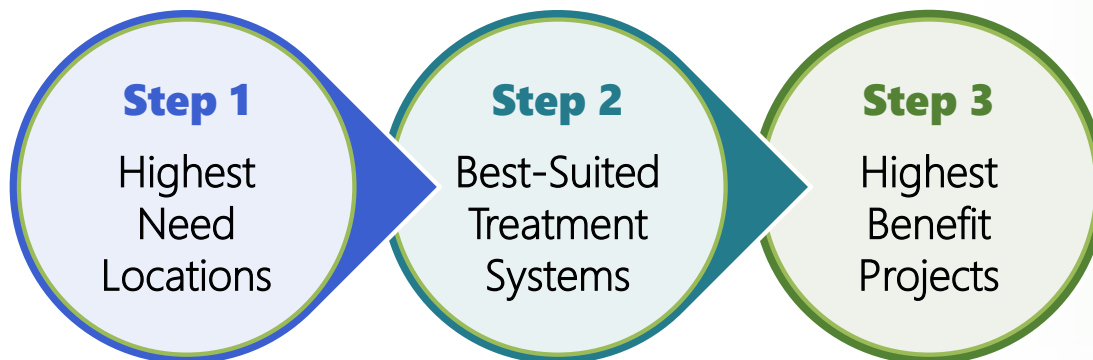 Step 1
Highest
Need
Locations
Step 2
Best-Suited
Treatment
Systems
Step 3
Highest
Benefit
Projects